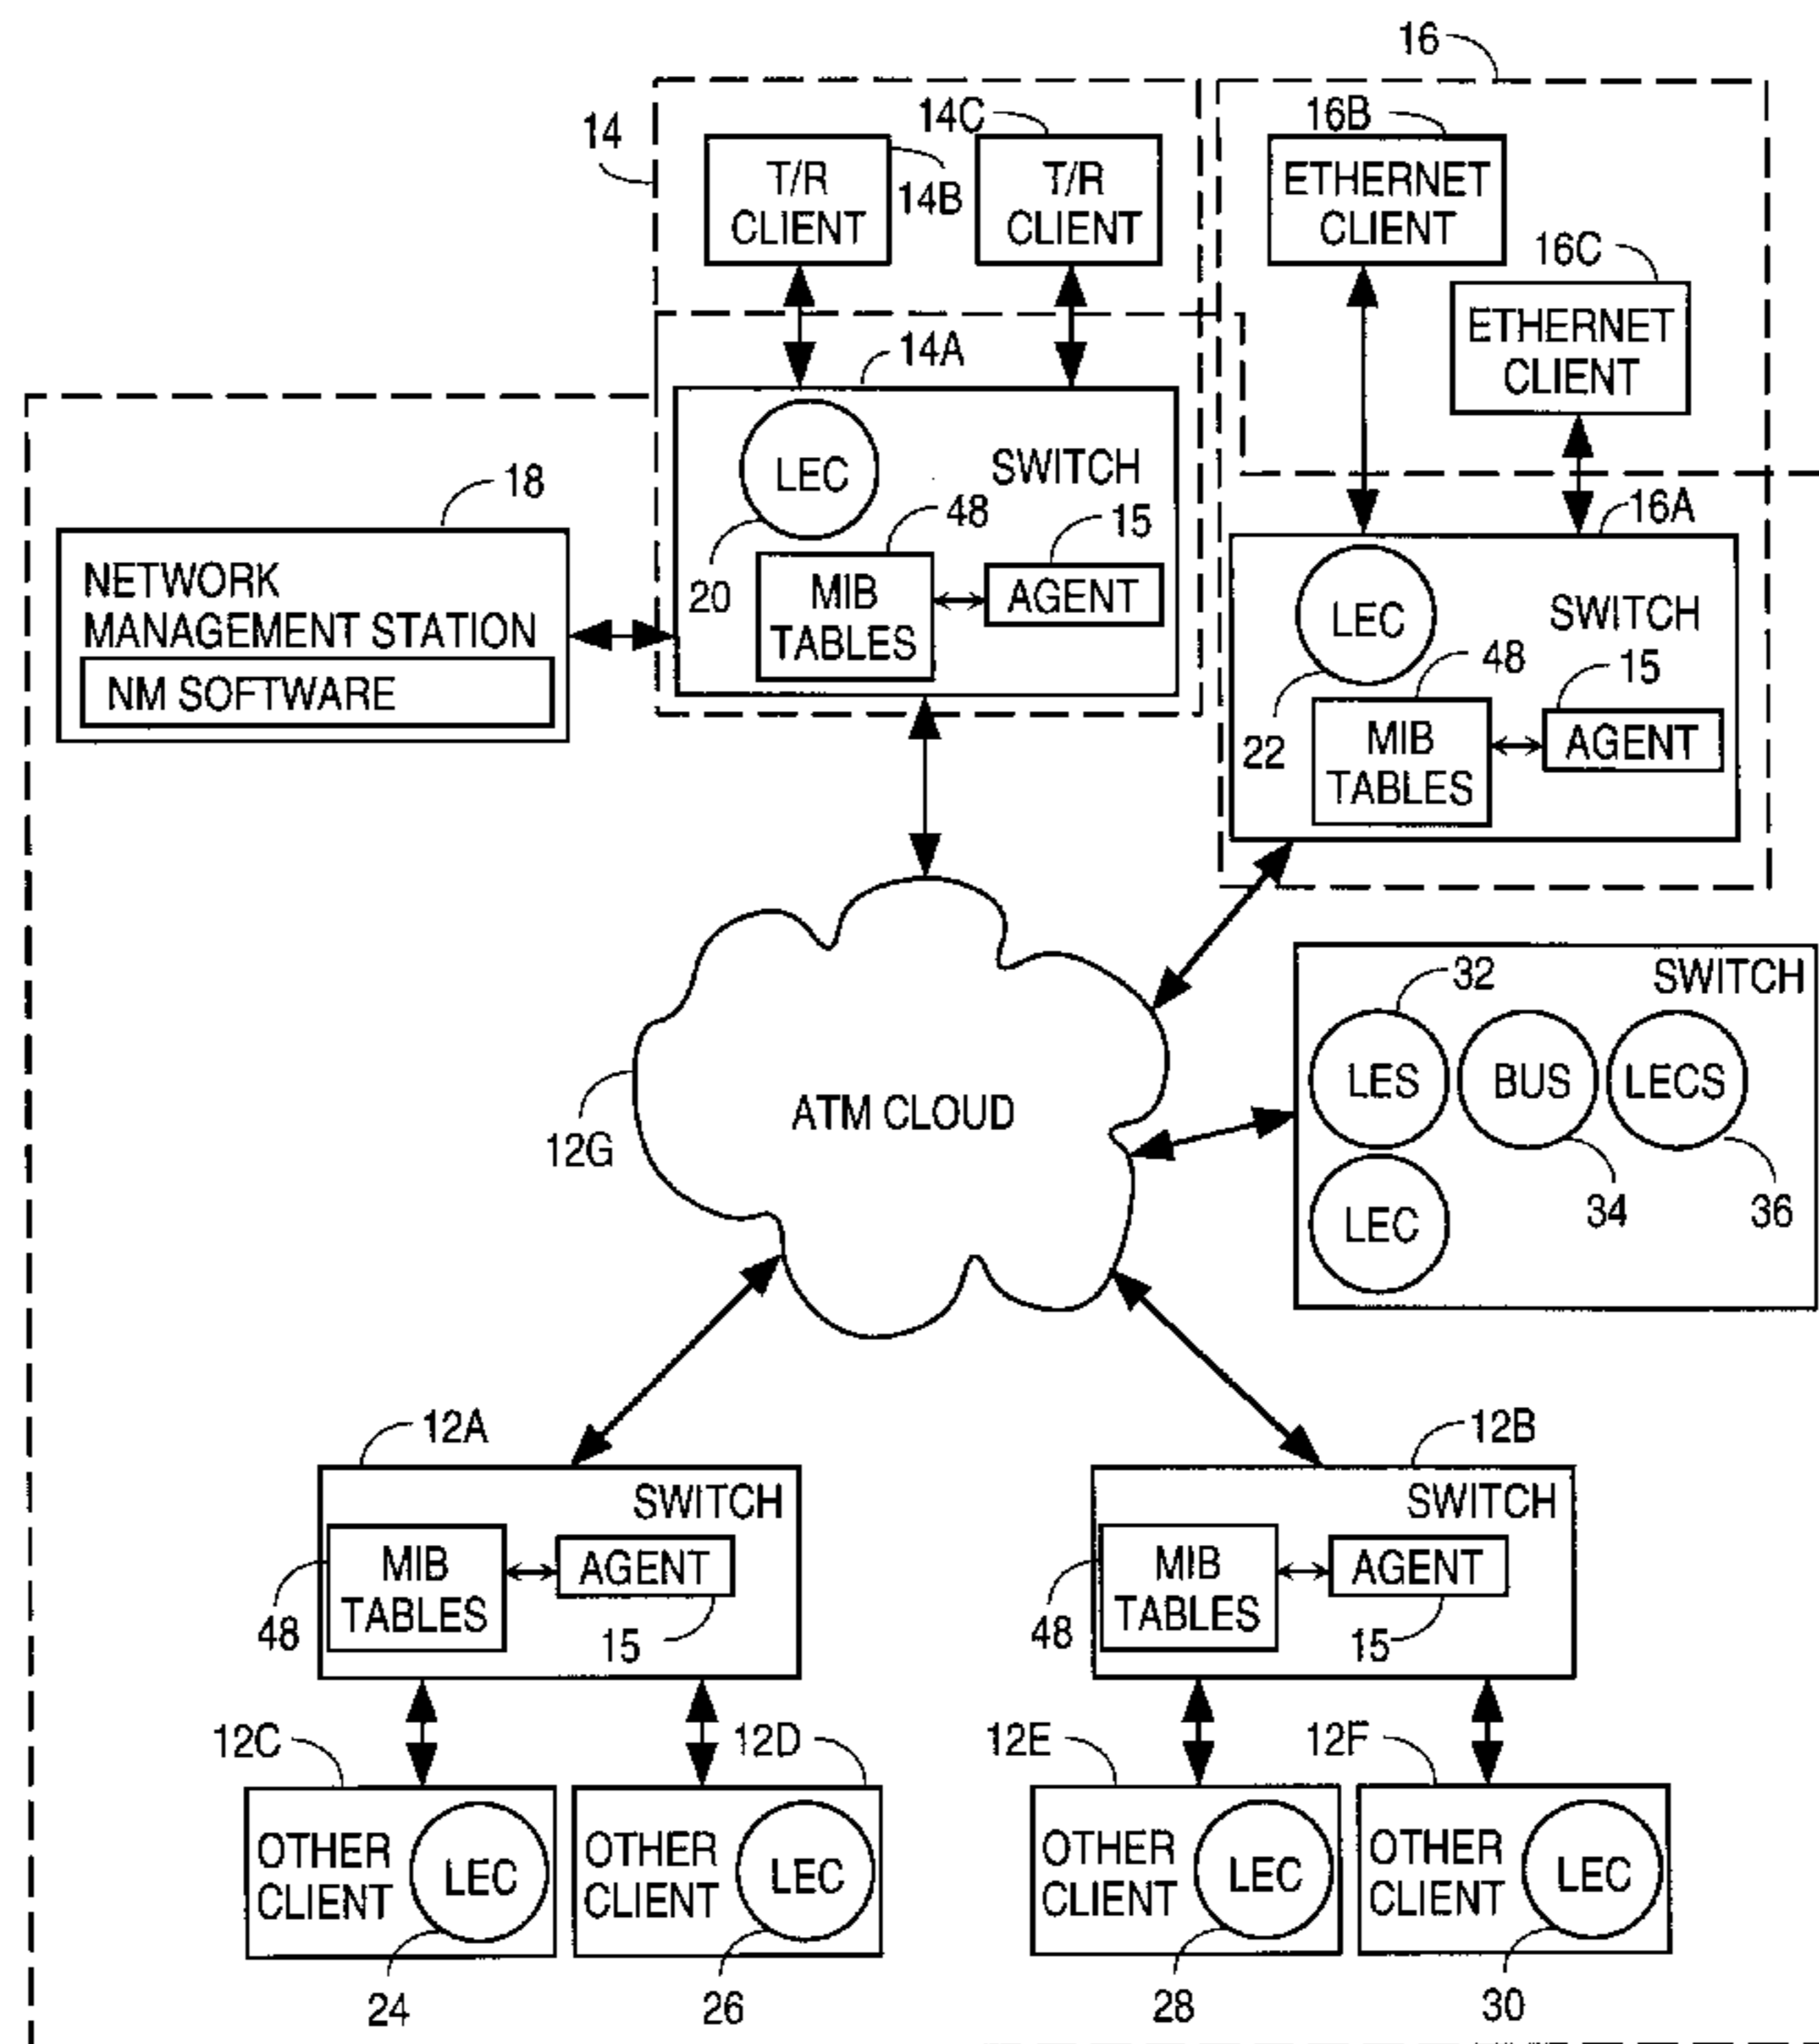 16
14
14C
16B
T/R
CLIENT
14B
T/R
CLIENT
ETHERNET
CLIENT
16C
ETHERNET
CLIENT
14A
18
LEC
SWITCH
48
15
16A
NETWORK
MANAGEMENT STATION
NM SOFTWARE
20
MIB
TABLES
AGENT
LEC
SWITCH
48
15
22
MIB
TABLES
AGENT
32
SWITCH
LES
BUS
LECS
ATM CLOUD
12G
34
36
LEC
12A
12B
SWITCH
MIB
TABLES
AGENT
48
15
SWITCH
MIB
TABLES
AGENT
48
15
12C
12D
12E
12F
OTHER
CLIENT
LEC
OTHER
CLIENT
LEC
OTHER
CLIENT
LEC
OTHER
CLIENT
LEC
24
26
28
30